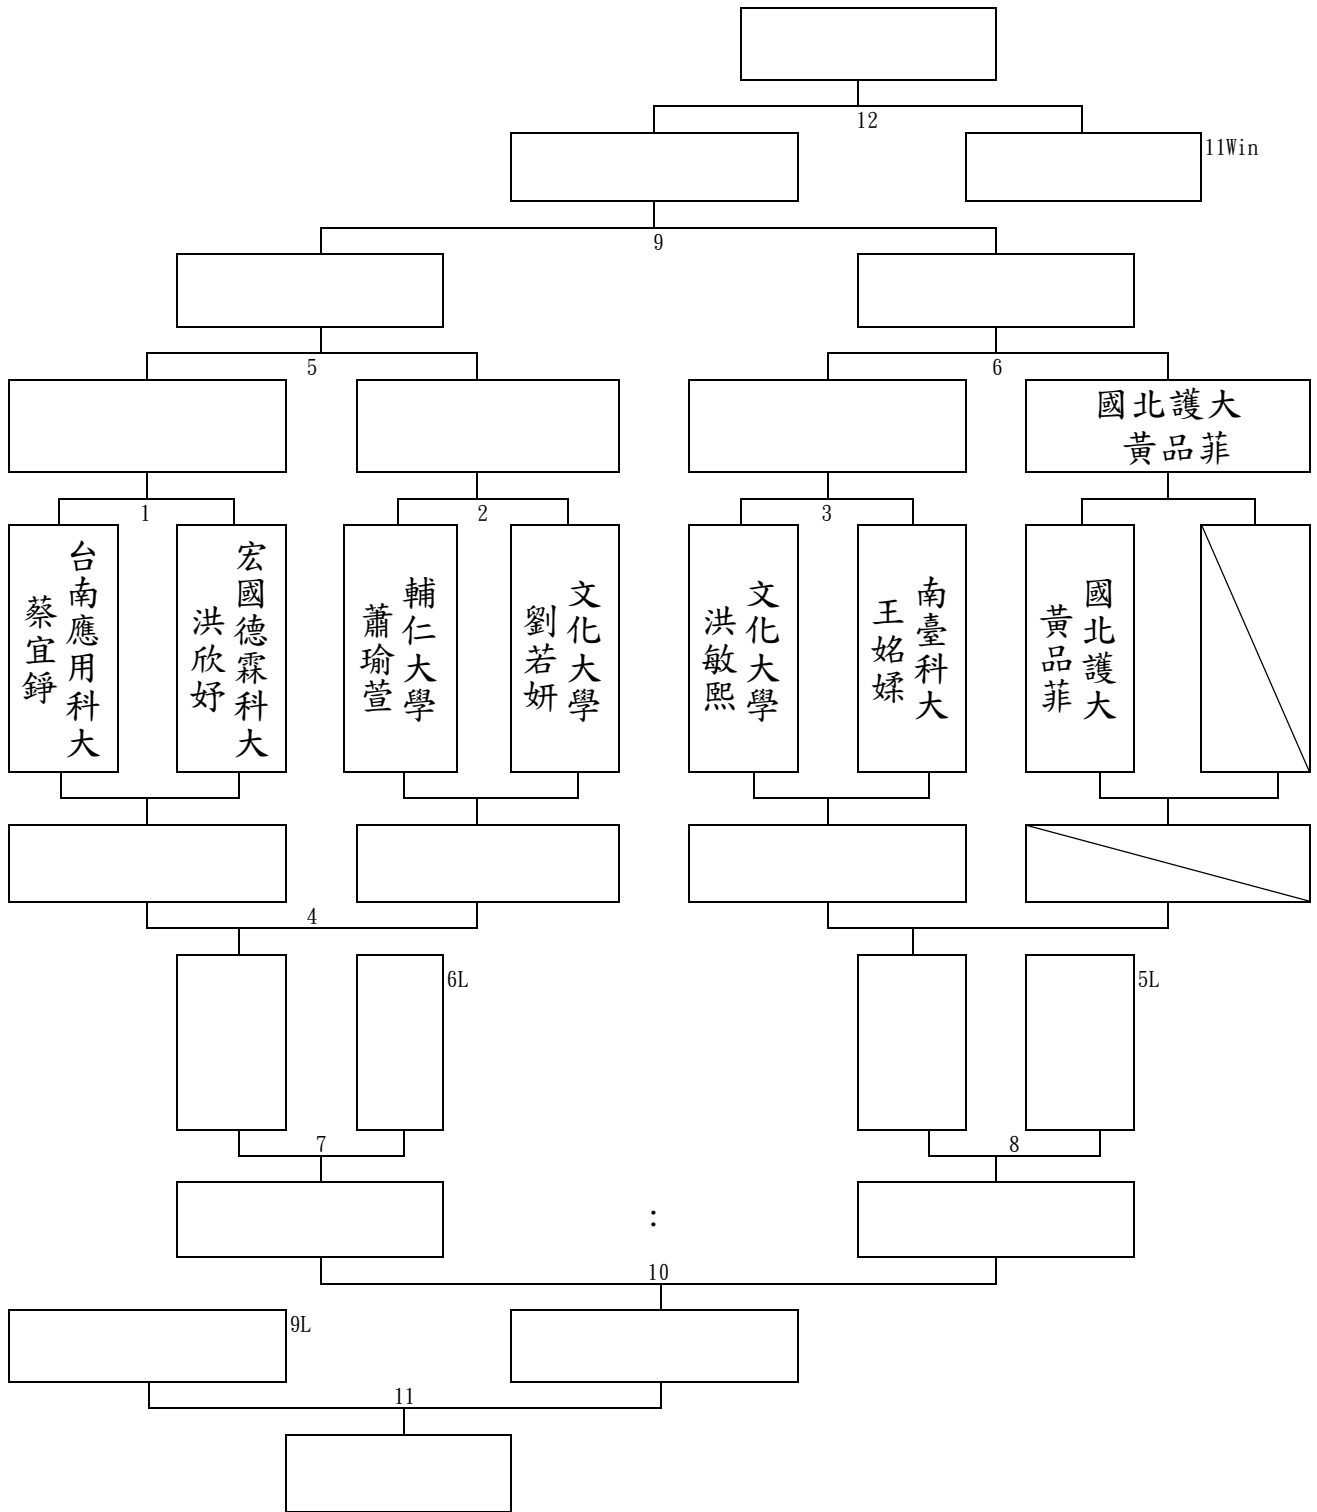 12
11Win
9
5
6
國北護大
黃品菲
1
2
3
台南應用科大
蔡宜錚
宏國德霖科大
洪欣妤
輔仁大學
蕭瑜萱
文化大學
劉若妍
文化大學
洪敏熙
南臺科大
王姳媃
國北護大
黃品菲
4
6L
5L
7
8
:
10
9L
11